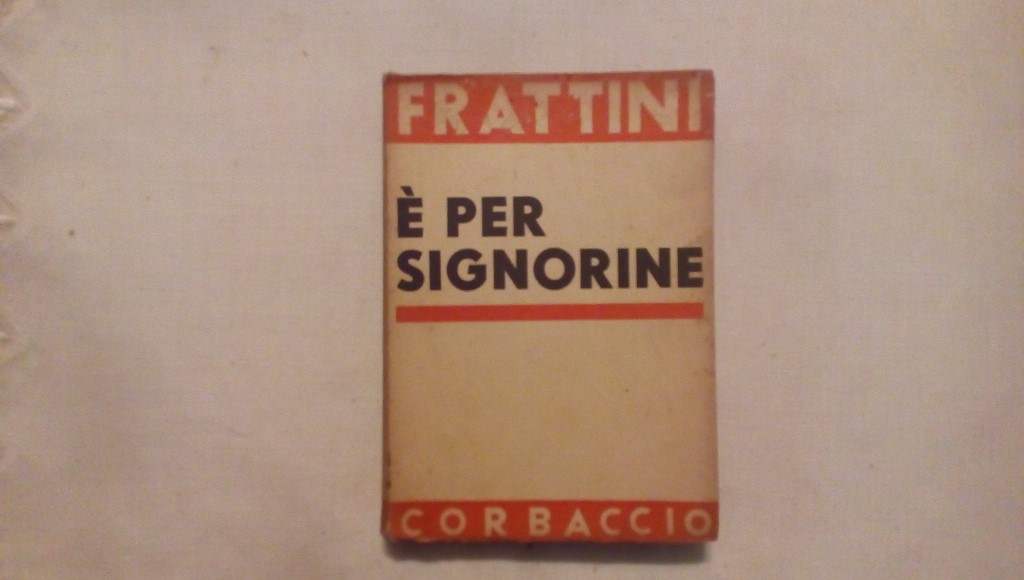 FRATTINI
È PER
SIGNORINE
CORBACCIO